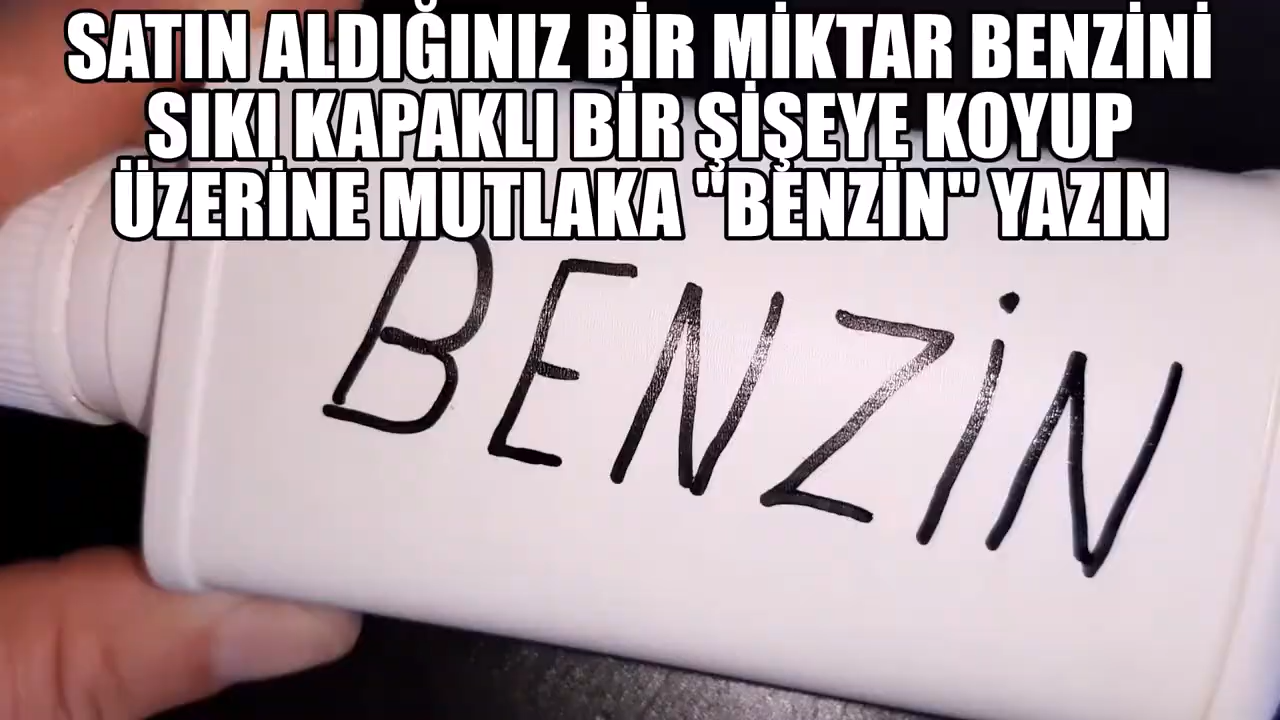 SATIN ALDIĞINIZ BİR MİKTAR BENZİNİ
SIKI KAPAKLI BİR ŞİŞEYE KOYUP
ÜZERİNE MUTLAKA "BENZİN" YAZIN
BENZİN